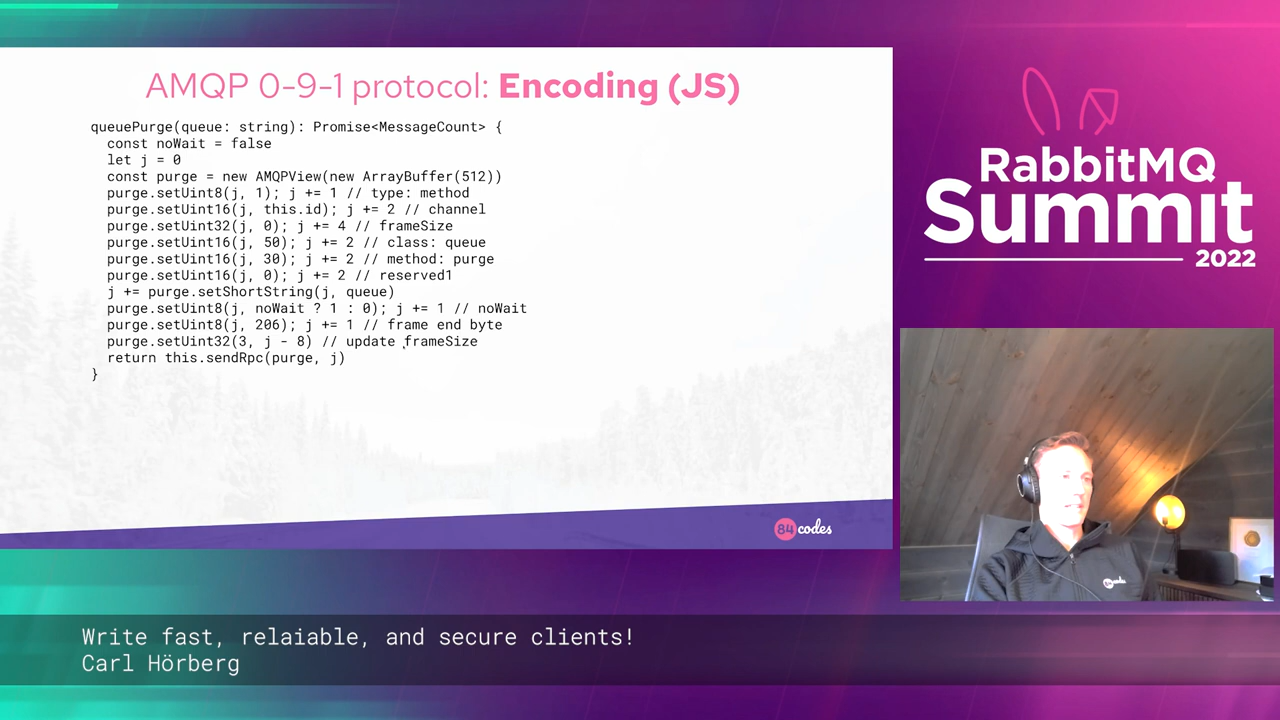 AMQP 0-9-1 protocol: Encoding (JS)
queuePurge(queue: string): Promise<MessageCount> {
  const noWait = false
  let j = 0
  const purge = new AMQPView(new ArrayBuffer(512))
  purge.setUint8(j, 1); j += 1 // type: method
  purge.setUint16(j, this.id); j += 2 // channel
  purge.setUint32(j, 0); j += 4 // frameSize
  purge.setUint16(j, 50); j += 2 // class: queue
  purge.setUint16(j, 30); j += 2 // method: purge
  purge.setUint16(j, 0); j += 2 // reserved1
  j += purge.setShortString(j, queue)
  purge.setUint8(j, noWait ? 1 : 0); j += 1 // noWait
  purge.setUint8(j, 206); j += 1 // frame end byte
  purge.setUint32(3, j - 8) // update frameSize
  return this.sendRpc(purge, j)
}
84codes
RabbitMQ
Summit
2022
84codes
Write fast, relaiable, and secure clients!
Carl Hörberg